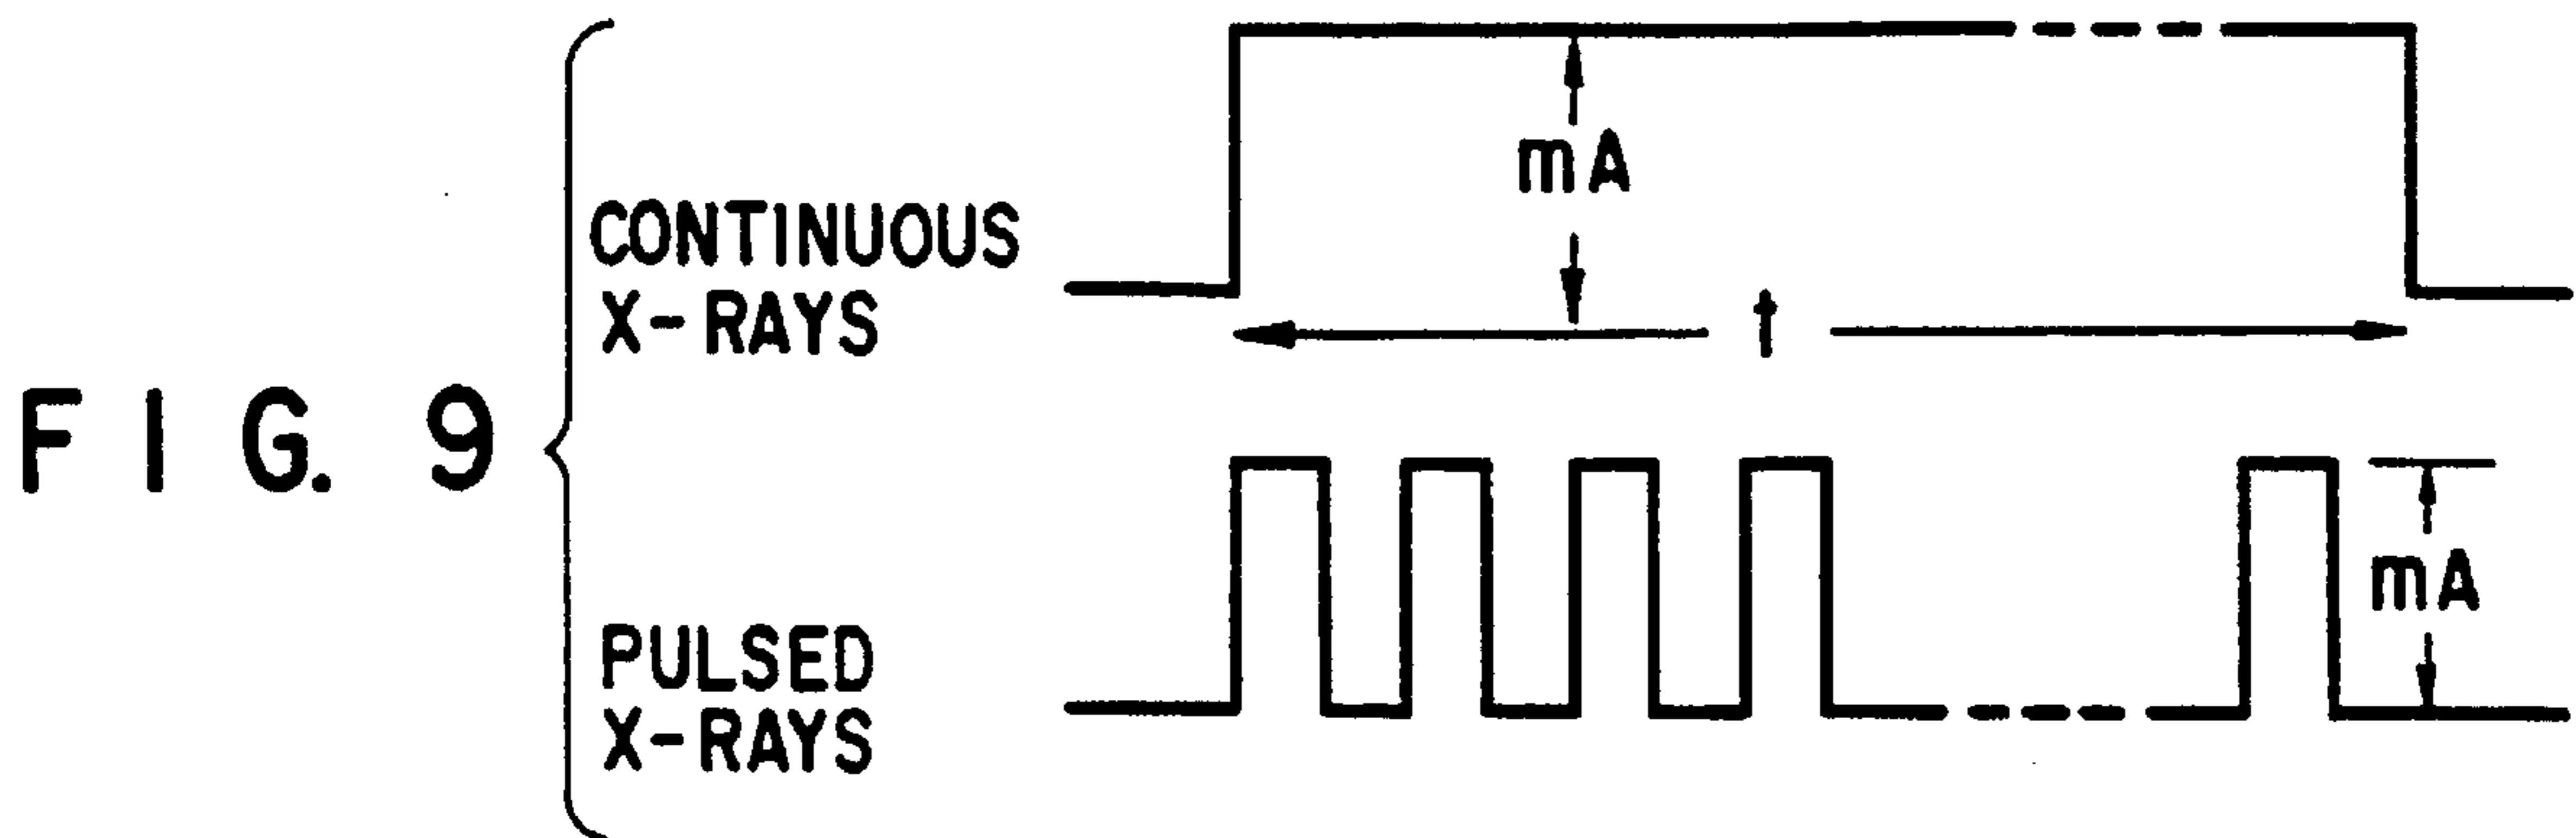 FIG. 9
CONTINUOUS
X-RAYS
mA
t
PULSED
X-RAYS
mA